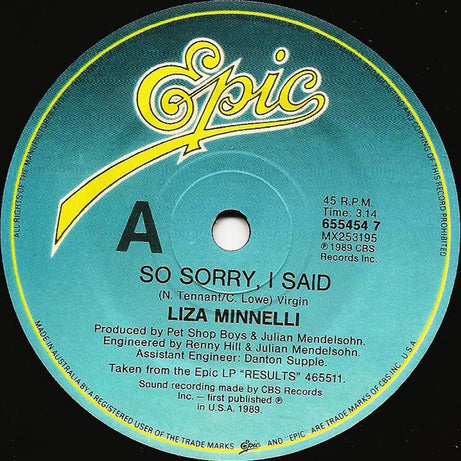 Epic
A
45 R.P.M.
Time: 3.14
655454 7
MX253195
℗ 1989 CBS
Records Inc.
SO SORRY, I SAID
(N. Tennant/C. Lowe) Virgin
LIZA MINNELLI
Produced by Pet Shop Boys & Julian Mendelsohn.
Engineered by Renny Hill & Julian Mendelsohn.
Assistant Engineer: Danton Supple.
Taken from the Epic LP "RESULTS" 465511.
Sound recording made by CBS Records
Inc. — first published ℗
in U.S.A. 1989.
ALL RIGHTS OF THE
AND COPYING OF THIS RECORD PROHIBITED
MADE IN AUSTRALIA BY A REGISTERED USER OF THE TRADE MARKS Epic AND "EPIC" ARE TRADE MARKS OF CBS INC. U.S.A